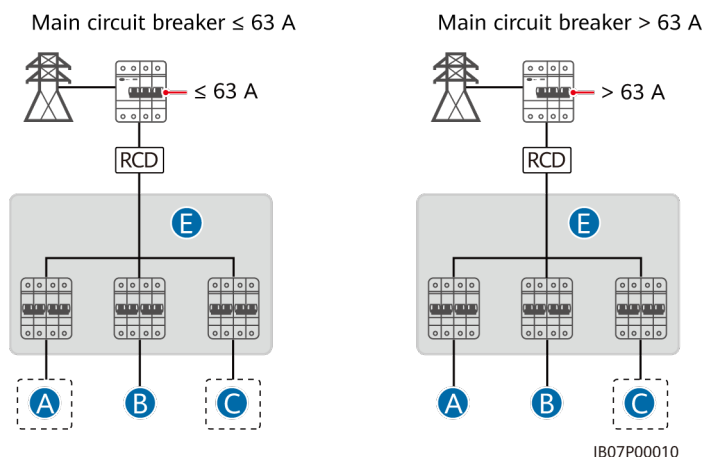 Main circuit breaker ≤ 63 A
Main circuit breaker > 63 A
≤ 63 A
> 63 A
RCD
RCD
E
E
A
B
C
A
B
C
IB07P00010